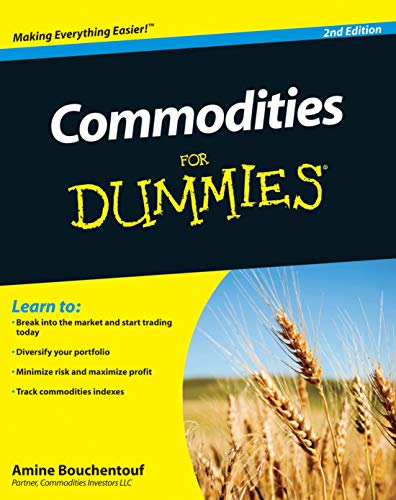 Making Everything Easier!™
2nd Edition
Commodities
FOR
DUMMIES®
Learn to:
• Break into the market and start trading
today
• Diversify your portfolio
• Minimize risk and maximize profit
• Track commodities indexes
Amine Bouchentouf
Partner, Commodities Investors LLC